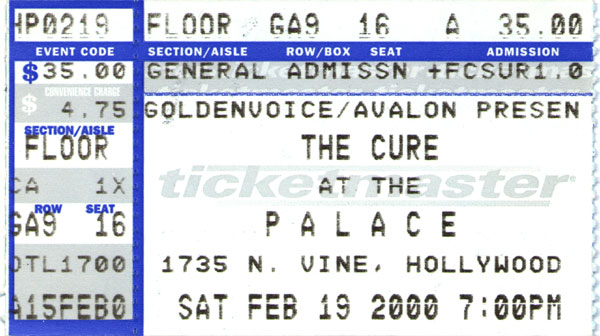 HP0219 FLOOR GA9 16 A 35.00
EVENT CODE SECTION/AISLE ROW/BOX SEAT ADMISSION
$ 35.00 GENERAL ADMISSN +FCSUR1.0
$ CONVENIENCE CHARGE
4.75 GOLDENVOICE/AVALON PRESEN
SECTION/AISLE
FLOOR THE CURE
ticketmaster
CA 1X AT THE
ROW SEAT
GA9 16 PALACE
OTL1700 1735 N. VINE, HOLLYWOOD
A15FEB0 SAT FEB 19 2000 7:00PM